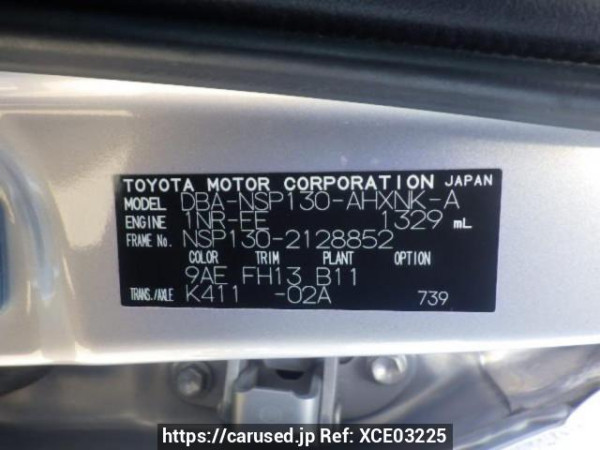 TOYOTA MOTOR CORPORATION JAPAN
MODEL DBA-NSP130-AHXNK-A
ENGINE 1NR-FE 1329 mL
FRAME No. NSP130-2128852
COLOR TRIM PLANT OPTION
9AE FH13 B11
TRANS./AXLE K411 -02A 739
https://carused.jp Ref: XCE03225